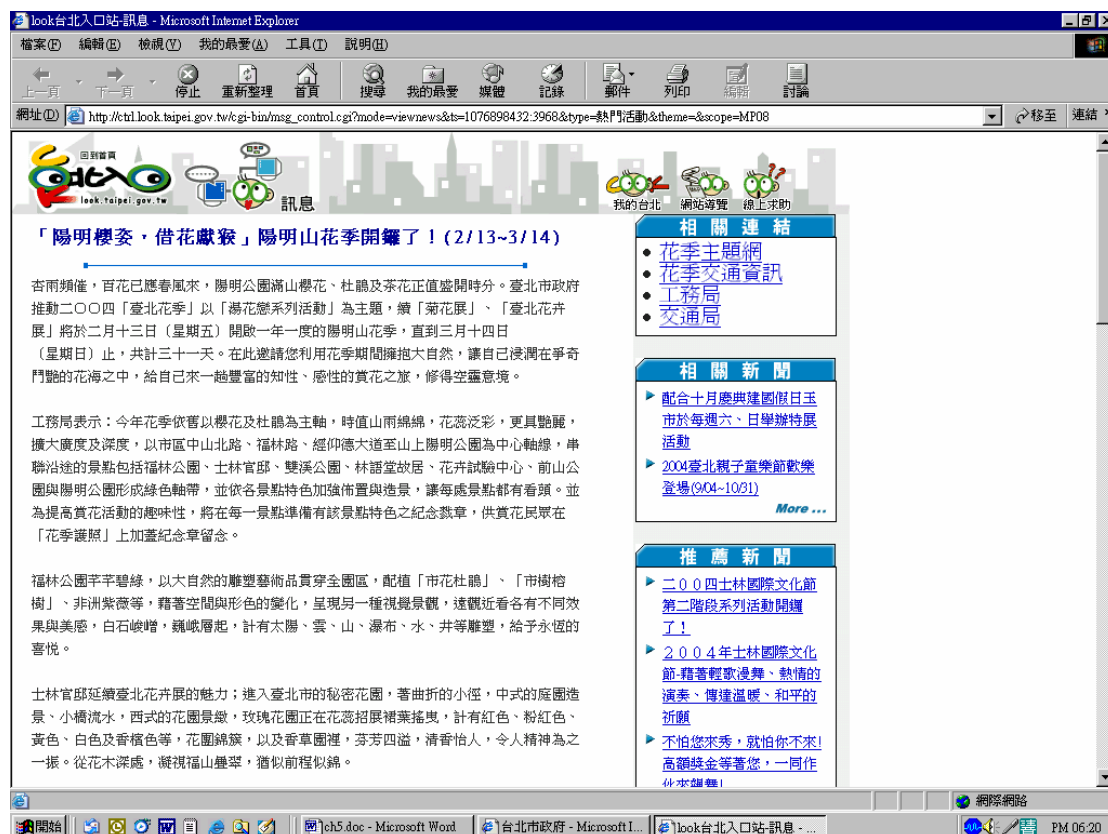 look台北入口站-訊息 - Microsoft Internet Explorer
檔案(F) 編輯(E) 檢視(V) 我的最愛(A) 工具(T) 說明(H)
上一頁 下一頁 停止 重新整理 首頁 搜尋 我的最愛 媒體 記錄 郵件 列印 編輯 討論
網址(D) http://ctrl.look.taipei.gov.tw/cgi-bin/msg_control.cgi?mode=viewnews&ts=1076898432:3968&type=熱門活動&theme=&scope=MP08 移至 連結
回到首頁
look.taipei.gov.tw
訊息
我的台北 網站導覽 線上求助
「陽明櫻姿，借花獻猴」陽明山花季開鑼了！(2/13~3/14)
杏雨頻催，百花已應春風來，陽明公園滿山櫻花、杜鵑及茶花正值盛開時分。臺北市政府
推動二〇〇四「臺北花季」以「湯花戀系列活動」為主題，續「菊花展」、「臺北花卉
展」將於二月十三日〔星期五〕開啟一年一度的陽明山花季，直到三月十四日
〔星期日〕止，共計三十一天。在此邀請您利用花季期間擁抱大自然，讓自己浸潤在爭奇
鬥艷的花海之中，給自己來一趟豐富的知性、感性的賞花之旅，修得空靈意境。
工務局表示：今年花季依舊以櫻花及杜鵑為主軸，時值山雨綿綿，花蕊泛彩，更具艷麗，
擴大廣度及深度，以市區中山北路、福林路、經仰德大道至山上陽明公園為中心軸線，串
聯沿途的景點包括福林公園、士林官邸、雙溪公園、林語堂故居、花卉試驗中心、前山公
園與陽明公園形成綠色軸帶，並依各景點特色加強佈置與造景，讓每處景點都有看頭。並
為提高賞花活動的趣味性，將在每一景點準備有該景點特色之紀念戳章，供賞花民眾在
「花季護照」上加蓋紀念章留念。
福林公園芊芊碧綠，以大自然的雕塑藝術品貫穿全園區，配植「市花杜鵑」、「市樹榕
樹」、非洲紫薇等，藉著空間與形色的變化，呈現另一種視覺景觀，遠觀近看各有不同效
果與美感，白石峻嶒，巍峨層起，計有太陽、雲、山、瀑布、水、井等雕塑，給予永恆的
喜悅。
士林官邸延續臺北花卉展的魅力；進入臺北市的秘密花園，著曲折的小徑，中式的庭園造
景、小橋流水，西式的花園景緻，玫瑰花園正在花蕊招展裙葉搖曳，計有紅色、粉紅色、
黃色、白色及香檳色等，花團錦簇，以及香草園裡，芬芳四溢，清香怡人，令人精神為之
一振。從花木深處，凝視福山疊翠，猶似前程似錦。
相關連結
花季主題網
花季交通資訊
工務局
交通局
相關新聞
配合十月慶典建國假日玉
市於每週六、日舉辦特展
活動
2004臺北親子童樂節歡樂
登場(9/04~10/31)
More ...
推薦新聞
二〇〇四士林國際文化節
第二階段系列活動開鑼
了！
２００４年士林國際文化
節-藉著輕歌漫舞、熱情的
演奏、傳達溫暖、和平的
祈願
不怕您來秀，就怕你不來!
高額獎金等著您，一同作
伙來飆舞!
網際網路
開始 ch5.doc - Microsoft Word 台北市政府 - Microsoft I... look台北入口站-訊息 - ... PM 06:20